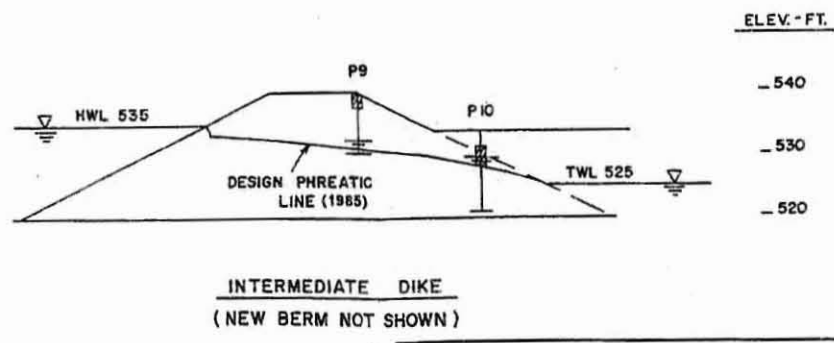 ELEV.-FT.
P9
540
HWL 535
P10
530
DESIGN PHREATIC
LINE (1985)
TWL 525
520
INTERMEDIATE DIKE
(NEW BERM NOT SHOWN)